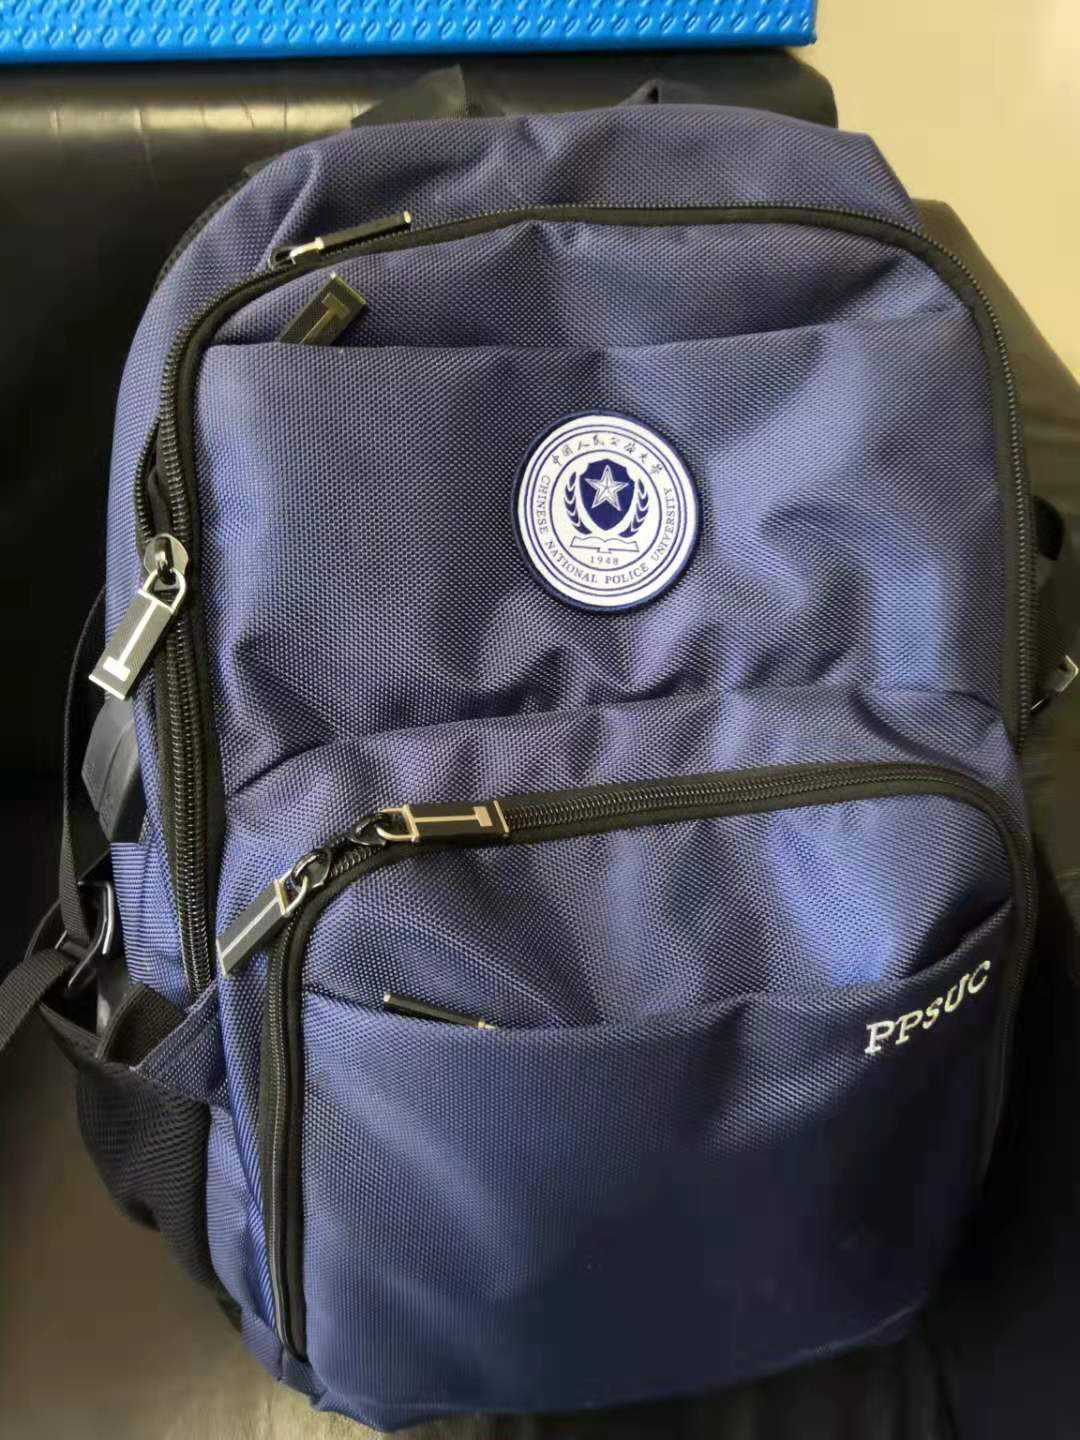 中国人民公安大学
CHINESE NATIONAL POLICE UNIVERSITY
1948
PPSUC